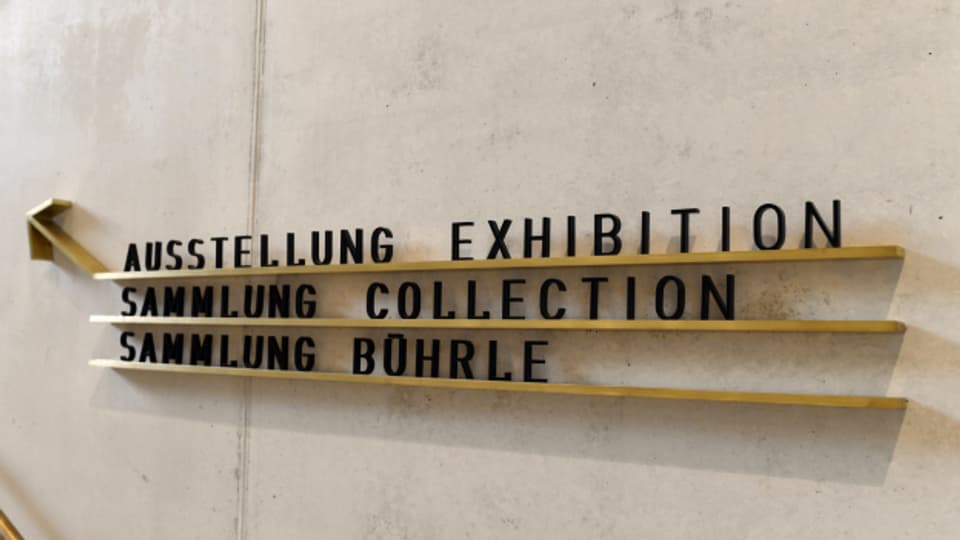 AUSSTELLUNG EXHIBITION
SAMMLUNG COLLECTION
SAMMLUNG BÜHRLE